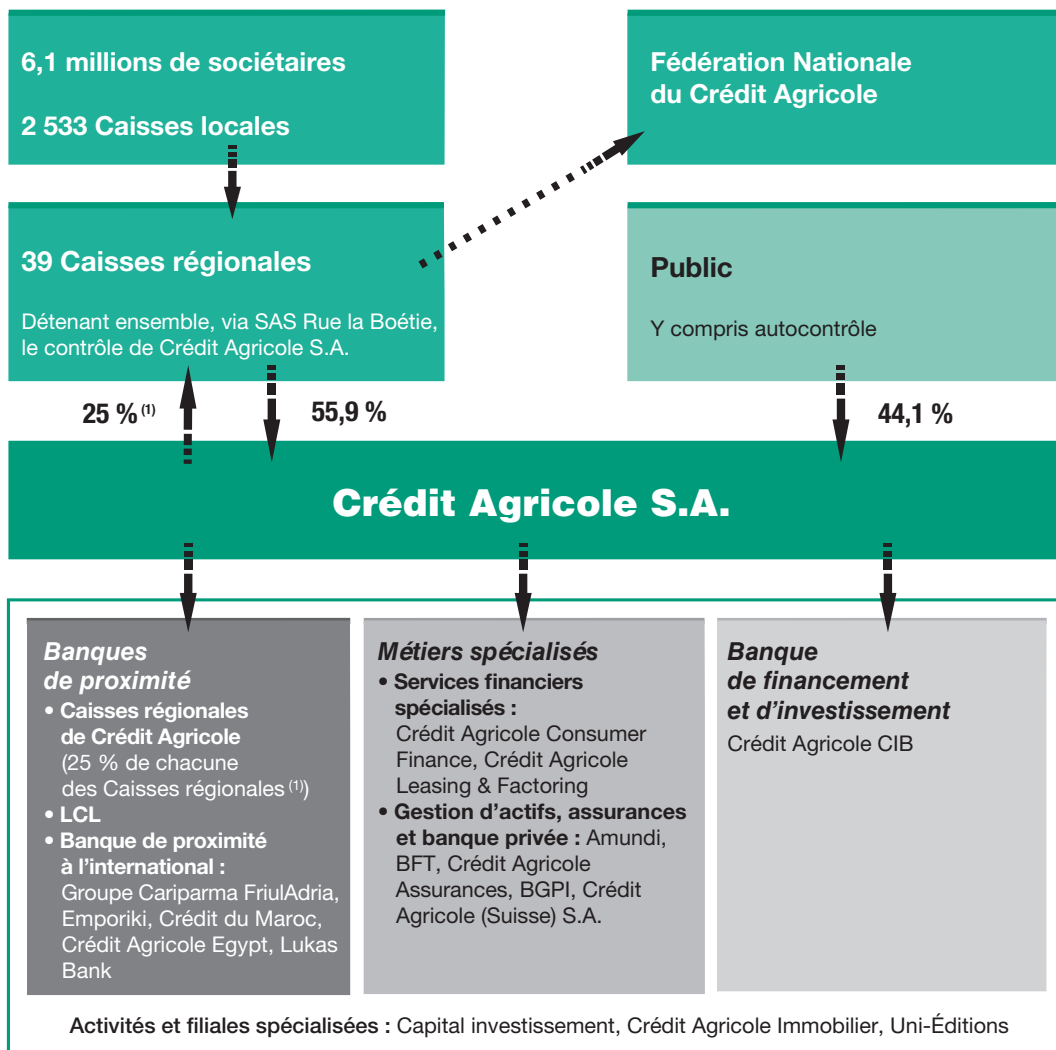 6,1 millions de sociétaires
2 533 Caisses locales
Fédération Nationale
du Crédit Agricole
39 Caisses régionales
Détenant ensemble, via SAS Rue la Boétie,
le contrôle de Crédit Agricole S.A.
Public
Y compris autocontrôle
25 % (1)
55,9 %
44,1 %
Crédit Agricole S.A.
Banques
de proximité
• Caisses régionales
de Crédit Agricole
(25 % de chacune
des Caisses régionales (1))
• LCL
• Banque de proximité
à l'international :
Groupe Cariparma FriulAdria,
Emporiki, Crédit du Maroc,
Crédit Agricole Egypt, Lukas
Bank
Métiers spécialisés
• Services financiers
spécialisés :
Crédit Agricole Consumer
Finance, Crédit Agricole
Leasing & Factoring
• Gestion d'actifs, assurances
et banque privée : Amundi,
BFT, Crédit Agricole
Assurances, BGPI, Crédit
Agricole (Suisse) S.A.
Banque
de financement
et d'investissement
Crédit Agricole CIB
Activités et filiales spécialisées : Capital investissement, Crédit Agricole Immobilier, Uni-Éditions